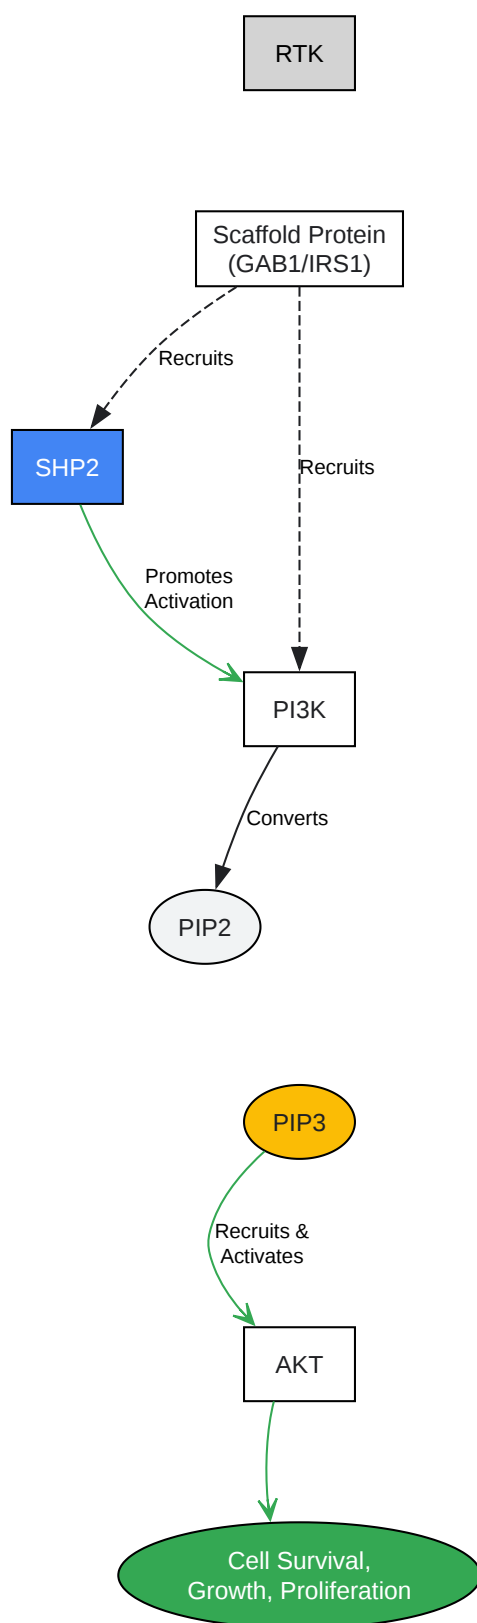 RTK
Scaffold Protein
(GAB1/IRS1)
Recruits
SHP2
Recruits
Promotes
Activation
PI3K
Converts
PIP2
PIP3
Recruits &
Activates
AKT
Cell Survival,
Growth, Proliferation